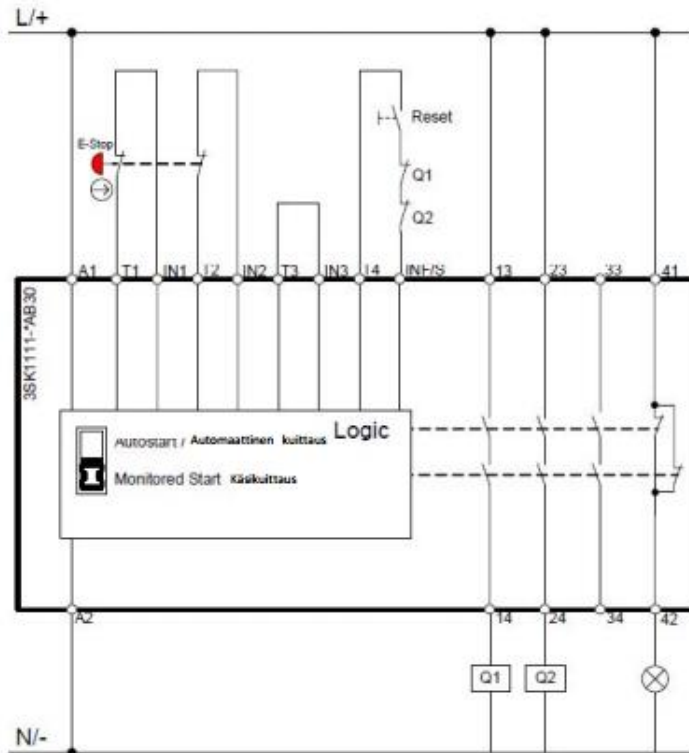 L/+
E-Stop
Reset
Q1
Q2
A1 T1 IN1 T2 IN2 T3 IN3 T4 INF/S 13 23 33 41
3SK1111-*AB30
Autostart / Automaattinen kuittaus Logic
Monitored Start Käsikuittaus
A2 14 24 34 42
Q1 Q2
N/-